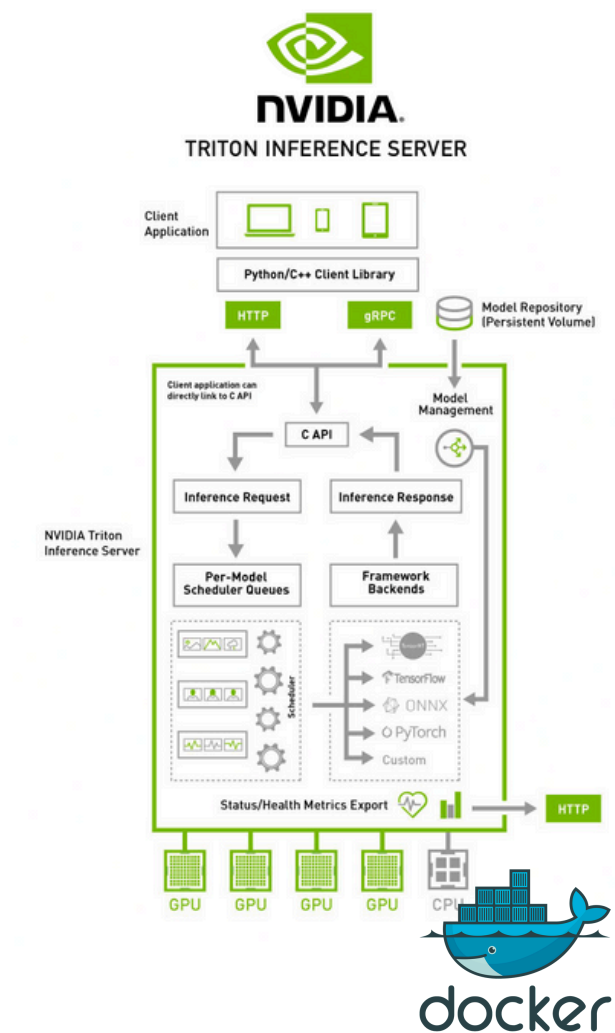 NVIDIA.
TRITON INFERENCE SERVER
Client
Application
Python/C++ Client Library
HTTP
gRPC
Model Repository
(Persistent Volume)
Client application can
directly link to C API
Model
Management
C API
Inference Request
Inference Response
NVIDIA Triton
Inference Server
Per-Model
Scheduler Queues
Framework
Backends
Scheduler
TensorFlow
ONNX
PyTorch
Custom
Status/Health Metrics Export
HTTP
GPU
GPU
GPU
GPU
CPU
docker